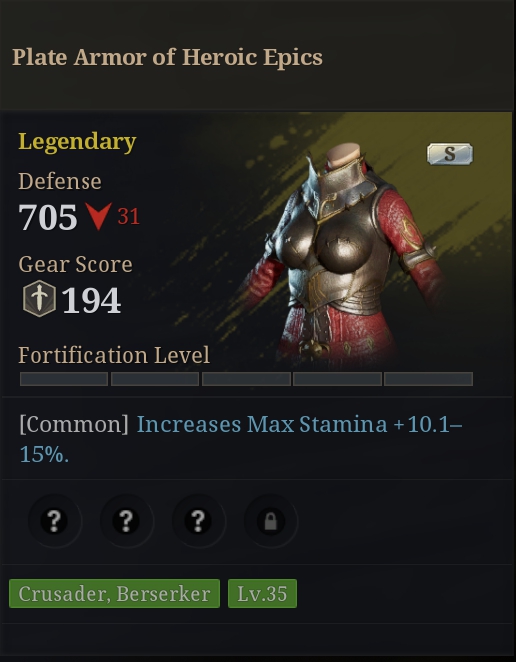 Plate Armor of Heroic Epics
Legendary
S
Defense
705 31
Gear Score
194
Fortification Level
[Common] Increases Max Stamina +10.1–
15%.
? ? ?
Crusader, Berserker Lv.35